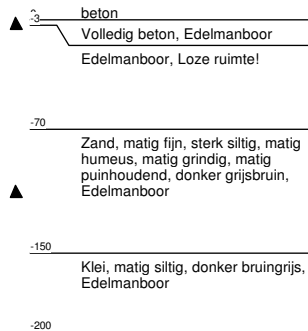 beton
-3
Volledig beton, Edelmanboor
Edelmanboor, Loze ruimte!
-70
Zand, matig fijn, sterk siltig, matig
humeus, matig grindig, matig
puinhoudend, donker grijsbruin,
Edelmanboor
-150
Klei, matig siltig, donker bruingrijs,
Edelmanboor
-200